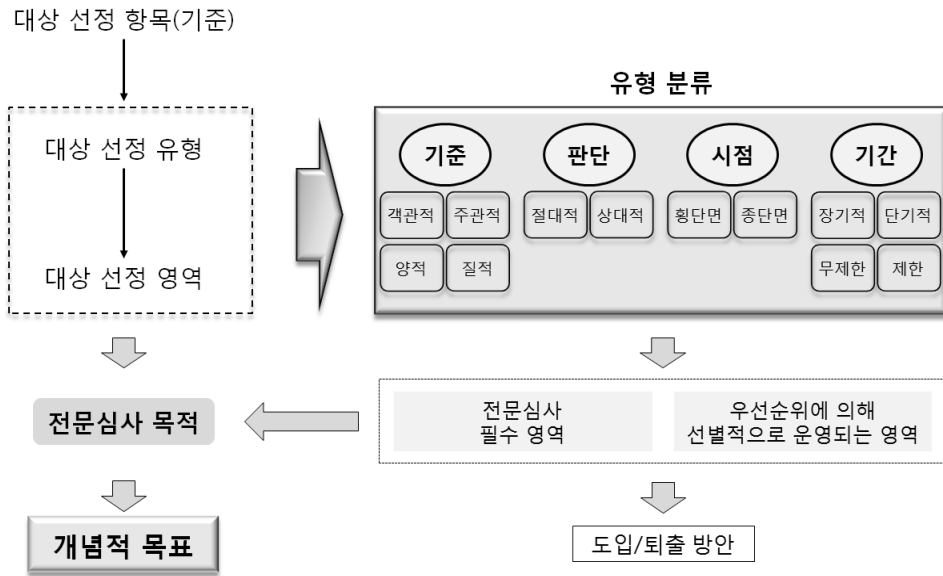 대상 선정 항목(기준)
대상 선정 유형
대상 선정 영역
유형 분류
기준 판단 시점 기간
객관적 주관적 절대적 상대적 횡단면 종단면 장기적 단기적
양적 질적 무제한 제한
전문심사 목적
전문심사
필수 영역
우선순위에 의해
선별적으로 운영되는 영역
개념적 목표
도입/퇴출 방안